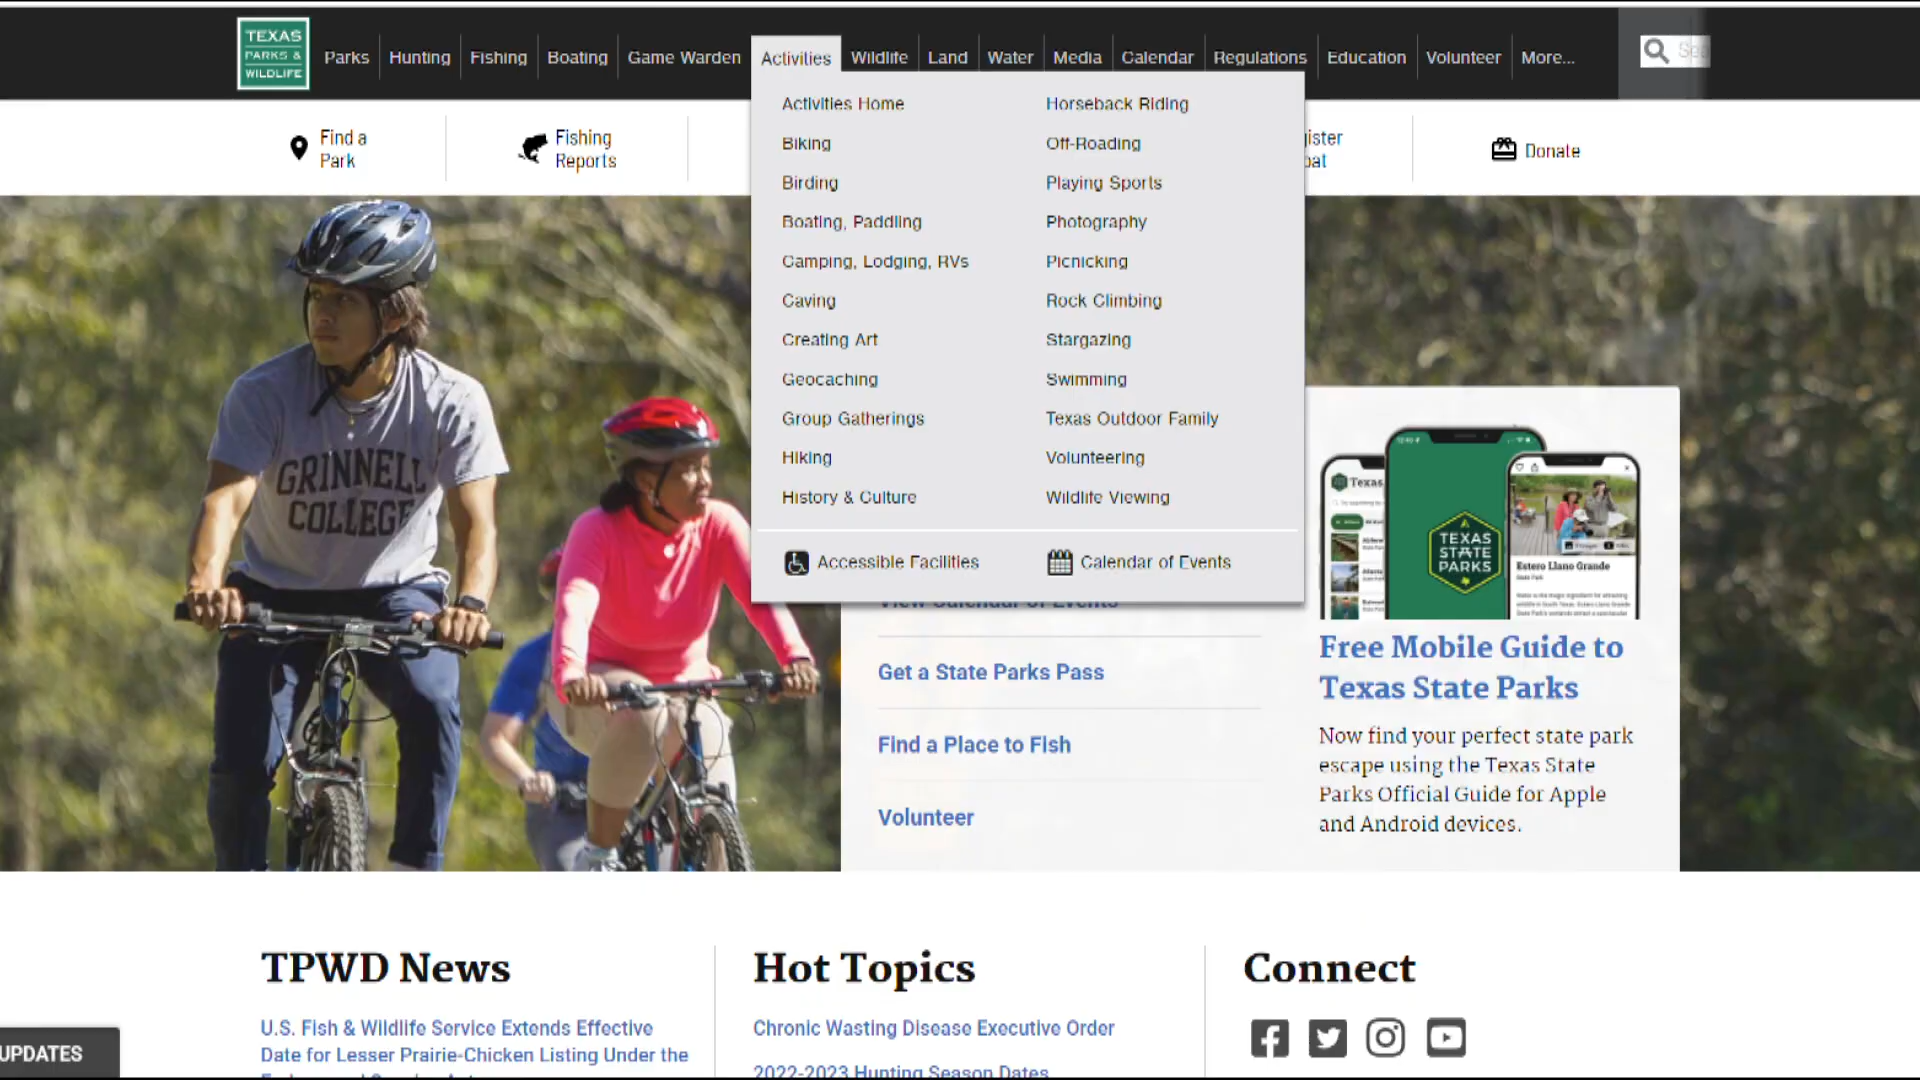 TEXAS
PARKS &
WILDLIFE
Parks
Hunting
Fishing
Boating
Game Warden
Activities
Wildlife
Land
Water
Media
Calendar
Regulations
Education
Volunteer
More...
Find a
Park
Fishing
Reports
Donate
Activities Home
Biking
Birding
Boating, Paddling
Camping, Lodging, RVs
Caving
Creating Art
Geocaching
Group Gatherings
Hiking
History & Culture
Horseback Riding
Off-Roading
Playing Sports
Photography
Picnicking
Rock Climbing
Stargazing
Swimming
Texas Outdoor Family
Volunteering
Wildlife Viewing
Accessible Facilities
Calendar of Events
GRINNELL
COLLEGE
View Calendar of Events
Get a State Parks Pass
Find a Place to Fish
Volunteer
TEXAS
STATE
PARKS
Estero Llano Grande
Free Mobile Guide to
Texas State Parks
Now find your perfect state park
escape using the Texas State
Parks Official Guide for Apple
and Android devices.
TPWD News
U.S. Fish & Wildlife Service Extends Effective
Date for Lesser Prairie-Chicken Listing Under the
Hot Topics
Chronic Wasting Disease Executive Order
2022-2023 Hunting Season Dates
Connect
UPDATES